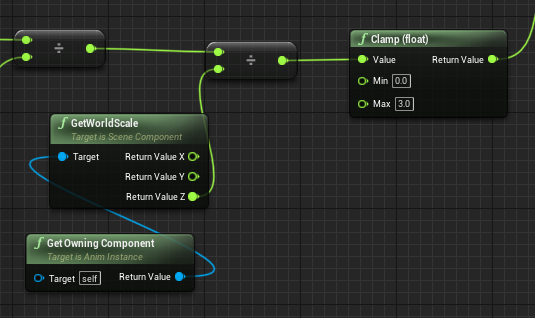 ÷
÷
f Clamp (float)
Value
Return Value
Min 0.0
Max 3.0
f GetWorldScale
Target is Scene Component
Target
Return Value X
Return Value Y
Return Value Z
f Get Owning Component
Target is Anim Instance
Target self
Return Value